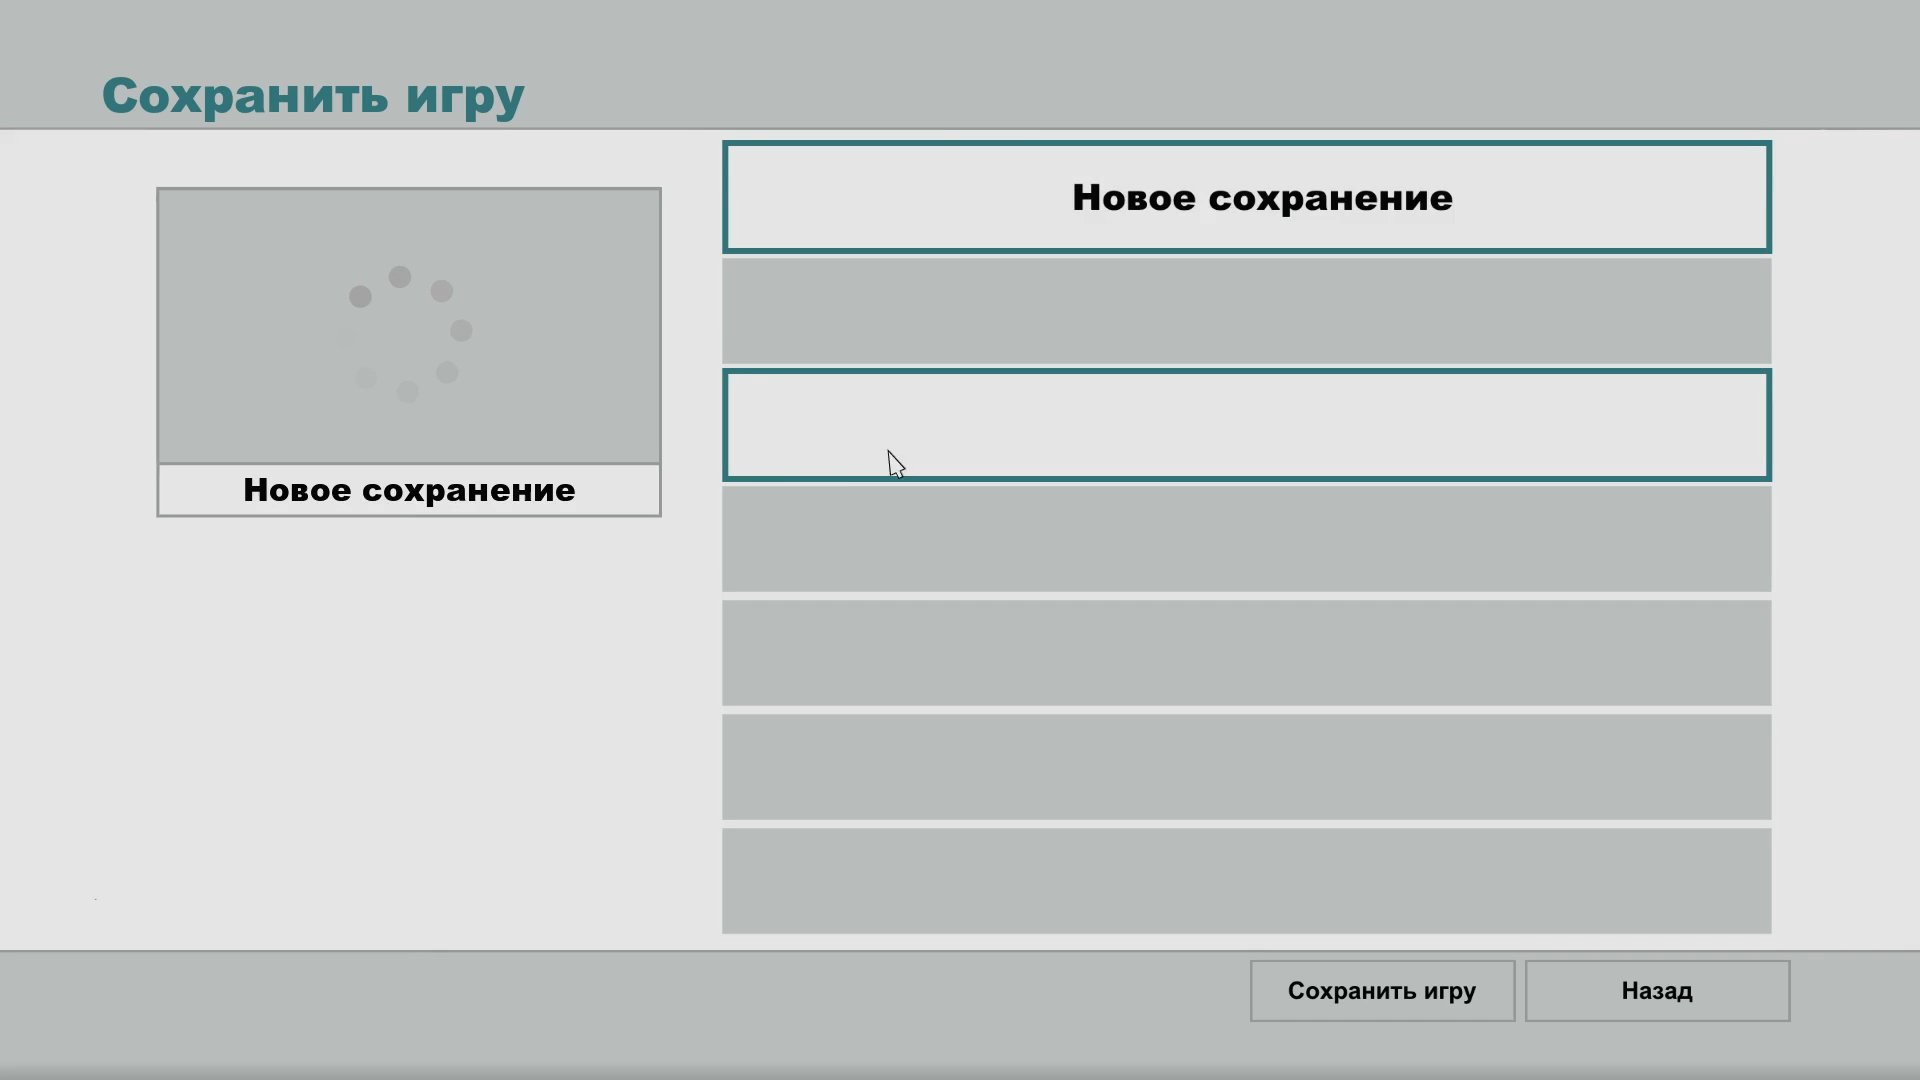 Сохранить игру
Новое сохранение
Новое сохранение
Сохранить игру
Назад